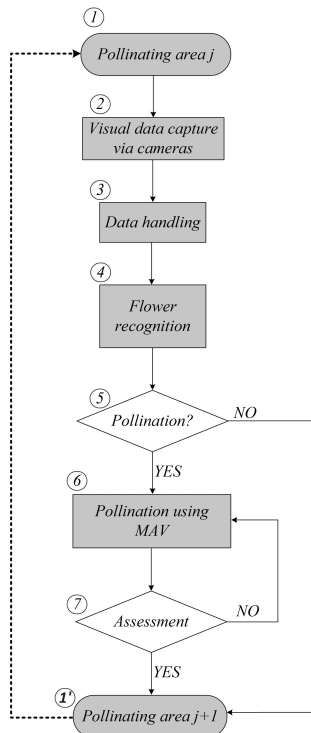 1
Pollinating area j
2
Visual data capture
via cameras
3
Data handling
4
Flower
recognition
5
Pollination?
NO
YES
6
Pollination using
MAV
7
Assessment
NO
YES
1'
Pollinating area j+1